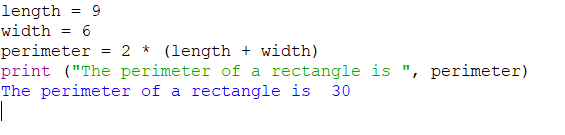 length = 9
width = 6
perimeter = 2 * (length + width)
print ("The perimeter of a rectangle is ", perimeter)
The perimeter of a rectangle is  30